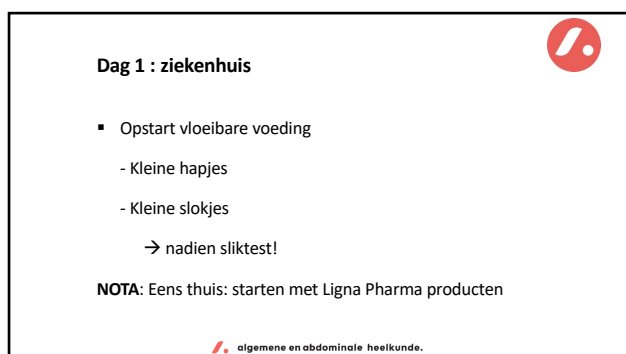 Dag 1 : ziekenhuis
▪ Opstart vloeibare voeding
- Kleine hapjes
- Kleine slokjes
→ nadien sliktest!
NOTA: Eens thuis: starten met Ligna Pharma producten
algemene en abdominale heelkunde.